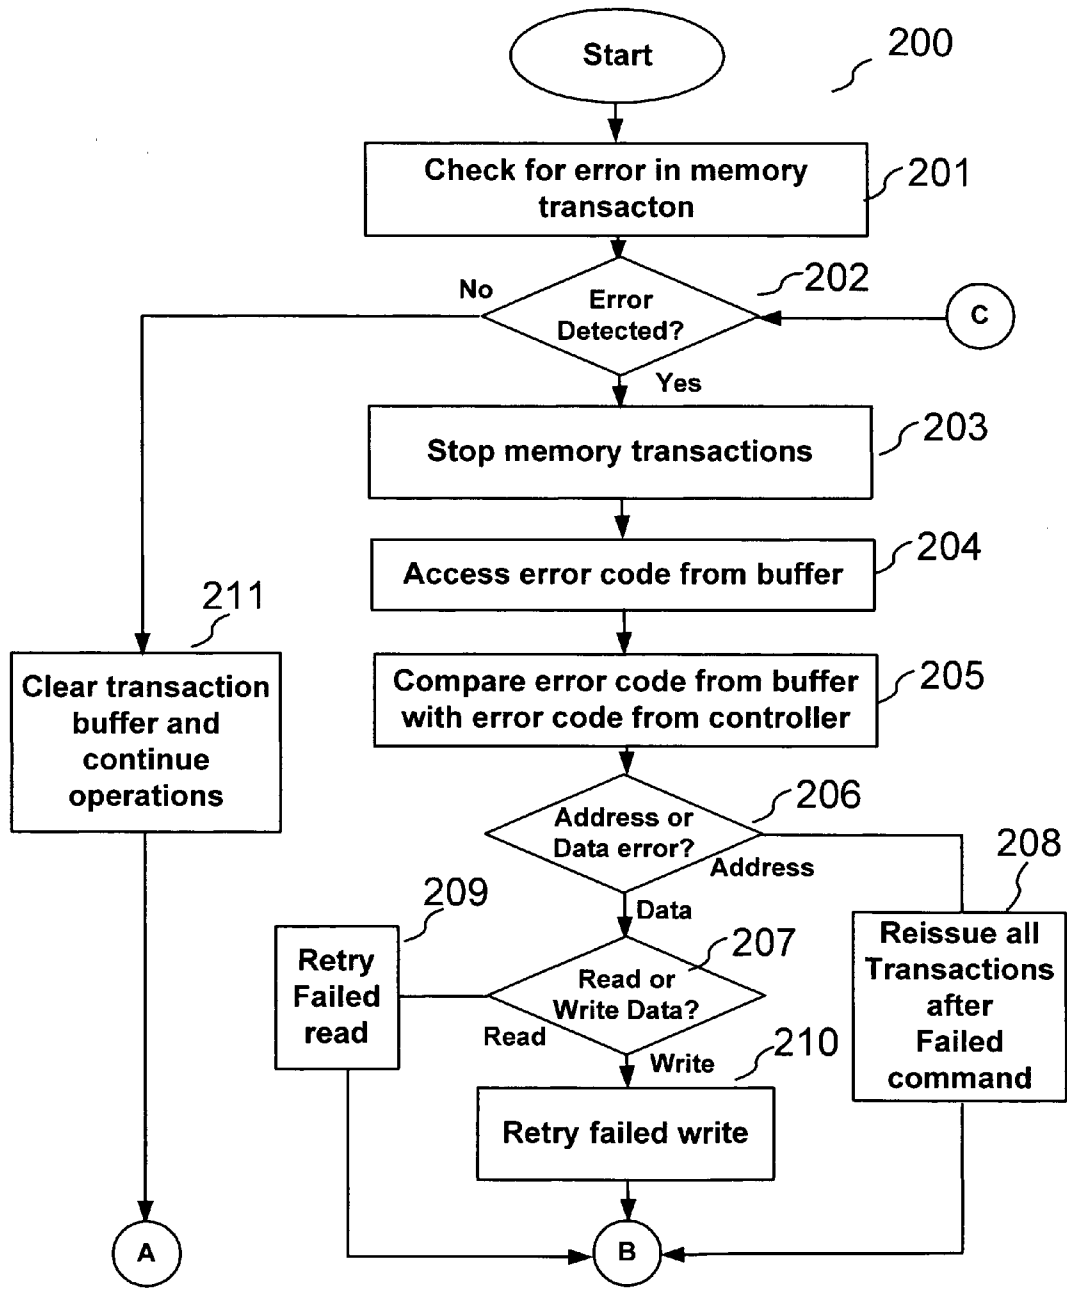 Start
200
Check for error in memory
transacton
201
202
No
Error
Detected?
C
Yes
Stop memory transactions
203
Access error code from buffer
204
211
Clear transaction
buffer and
continue
operations
Compare error code from buffer
with error code from controller
205
206
Address or
Data error?
Address
208
209
Data
Reissue all
Transactions
after
Failed
command
207
Retry
Failed
read
Read or
Write Data?
Read
210
Write
Retry failed write
A
B